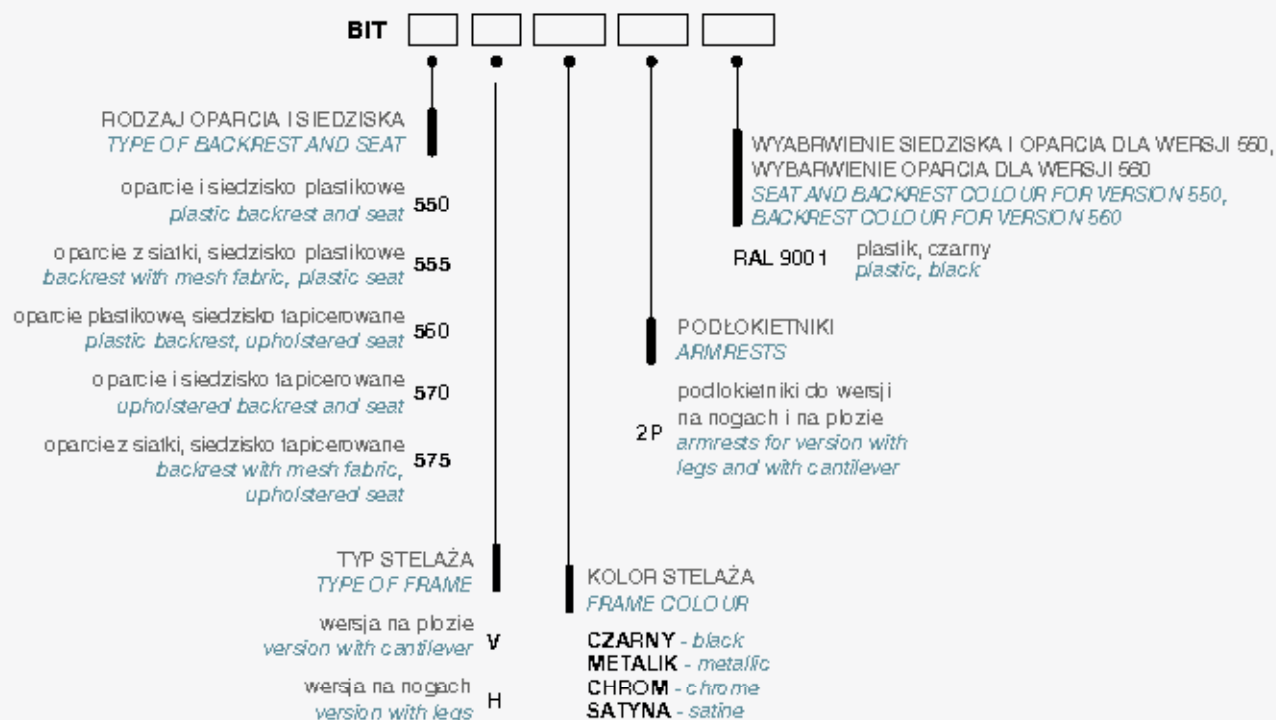 BIT
RODZAJ OPARCIA I SIEDZISKA
TYPE OF BACKREST AND SEAT
oparcie i siedzisko plastikowe
plastic backrest and seat
550
oparcie z siatki, siedzisko plastikowe
backrest with mesh fabric, plastic seat
555
oparcie plastikowe, siedzisko tapicerowane
plastic backrest, upholstered seat
560
oparcie i siedzisko tapicerowane
upholstered backrest and seat
570
oparcie z siatki, siedzisko tapicerowane
backrest with mesh fabric,
upholstered seat
575
TYP STELAŻA
TYPE OF FRAME
wersja na plozie
version with cantilever
V
wersja na nogach
version with legs
H
KOLOR STELAŻA
FRAME COLOUR
CZARNY - black
METALIK - metallic
CHROM - chrome
SATYNA - satine
PODŁOKIETNIKI
ARMRESTS
podlokietniki do wersji
na nogach i na plozie
2P
armrests for version with
legs and with cantilever
WYABRWIENIE SIEDZISKA I OPARCIA DLA WERSJI 550,
WYBARWIENIE OPARCIA DLA WERSJI 560
SEAT AND BACKREST COLOUR FOR VERSION 550,
BACKREST COLOUR FOR VERSION 560
RAL 9001 plastik, czarny
plastic, black